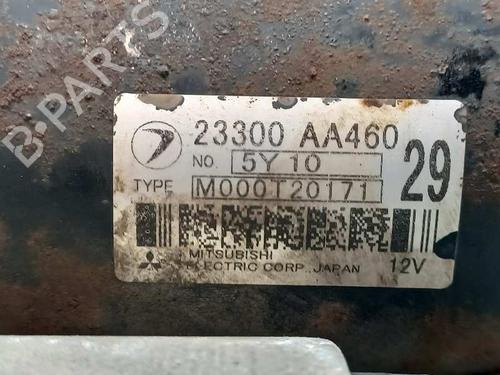 B-PARTS
23300 AA460
NO. 5Y10
29
TYPE M000T20171
MITSUBISHI
ELECTRIC CORP., JAPAN 12V